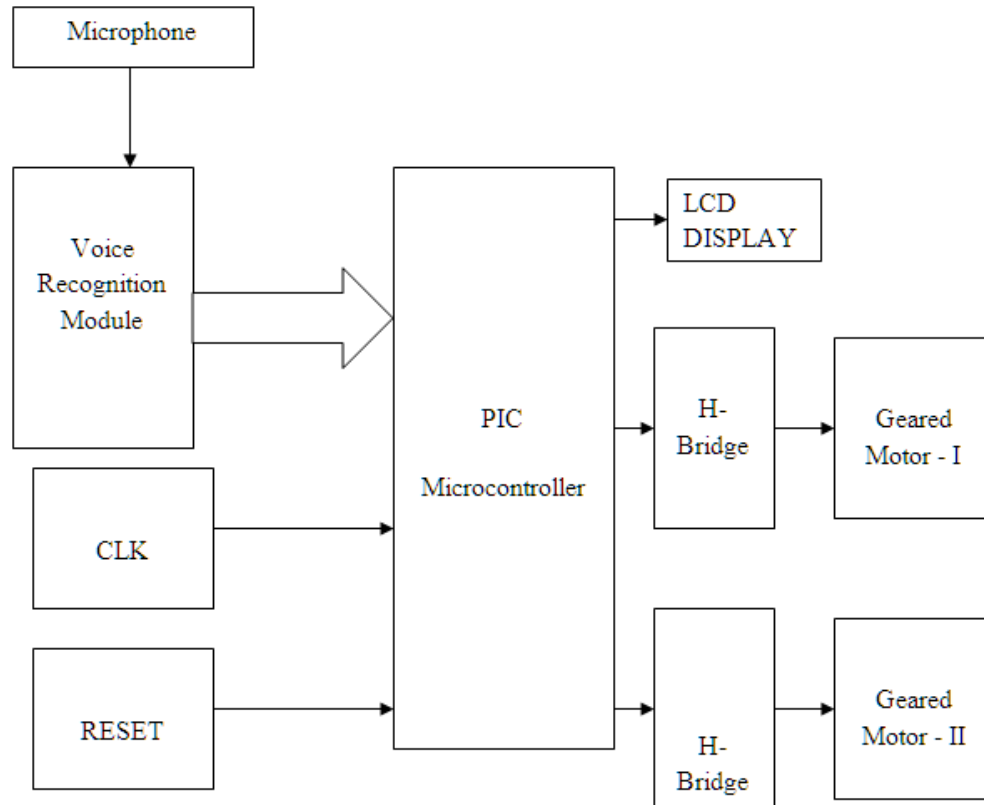 Microphone
Voice
Recognition
Module
LCD
DISPLAY
PIC
Microcontroller
H-
Bridge
Geared
Motor - I
CLK
RESET
H-
Bridge
Geared
Motor - II